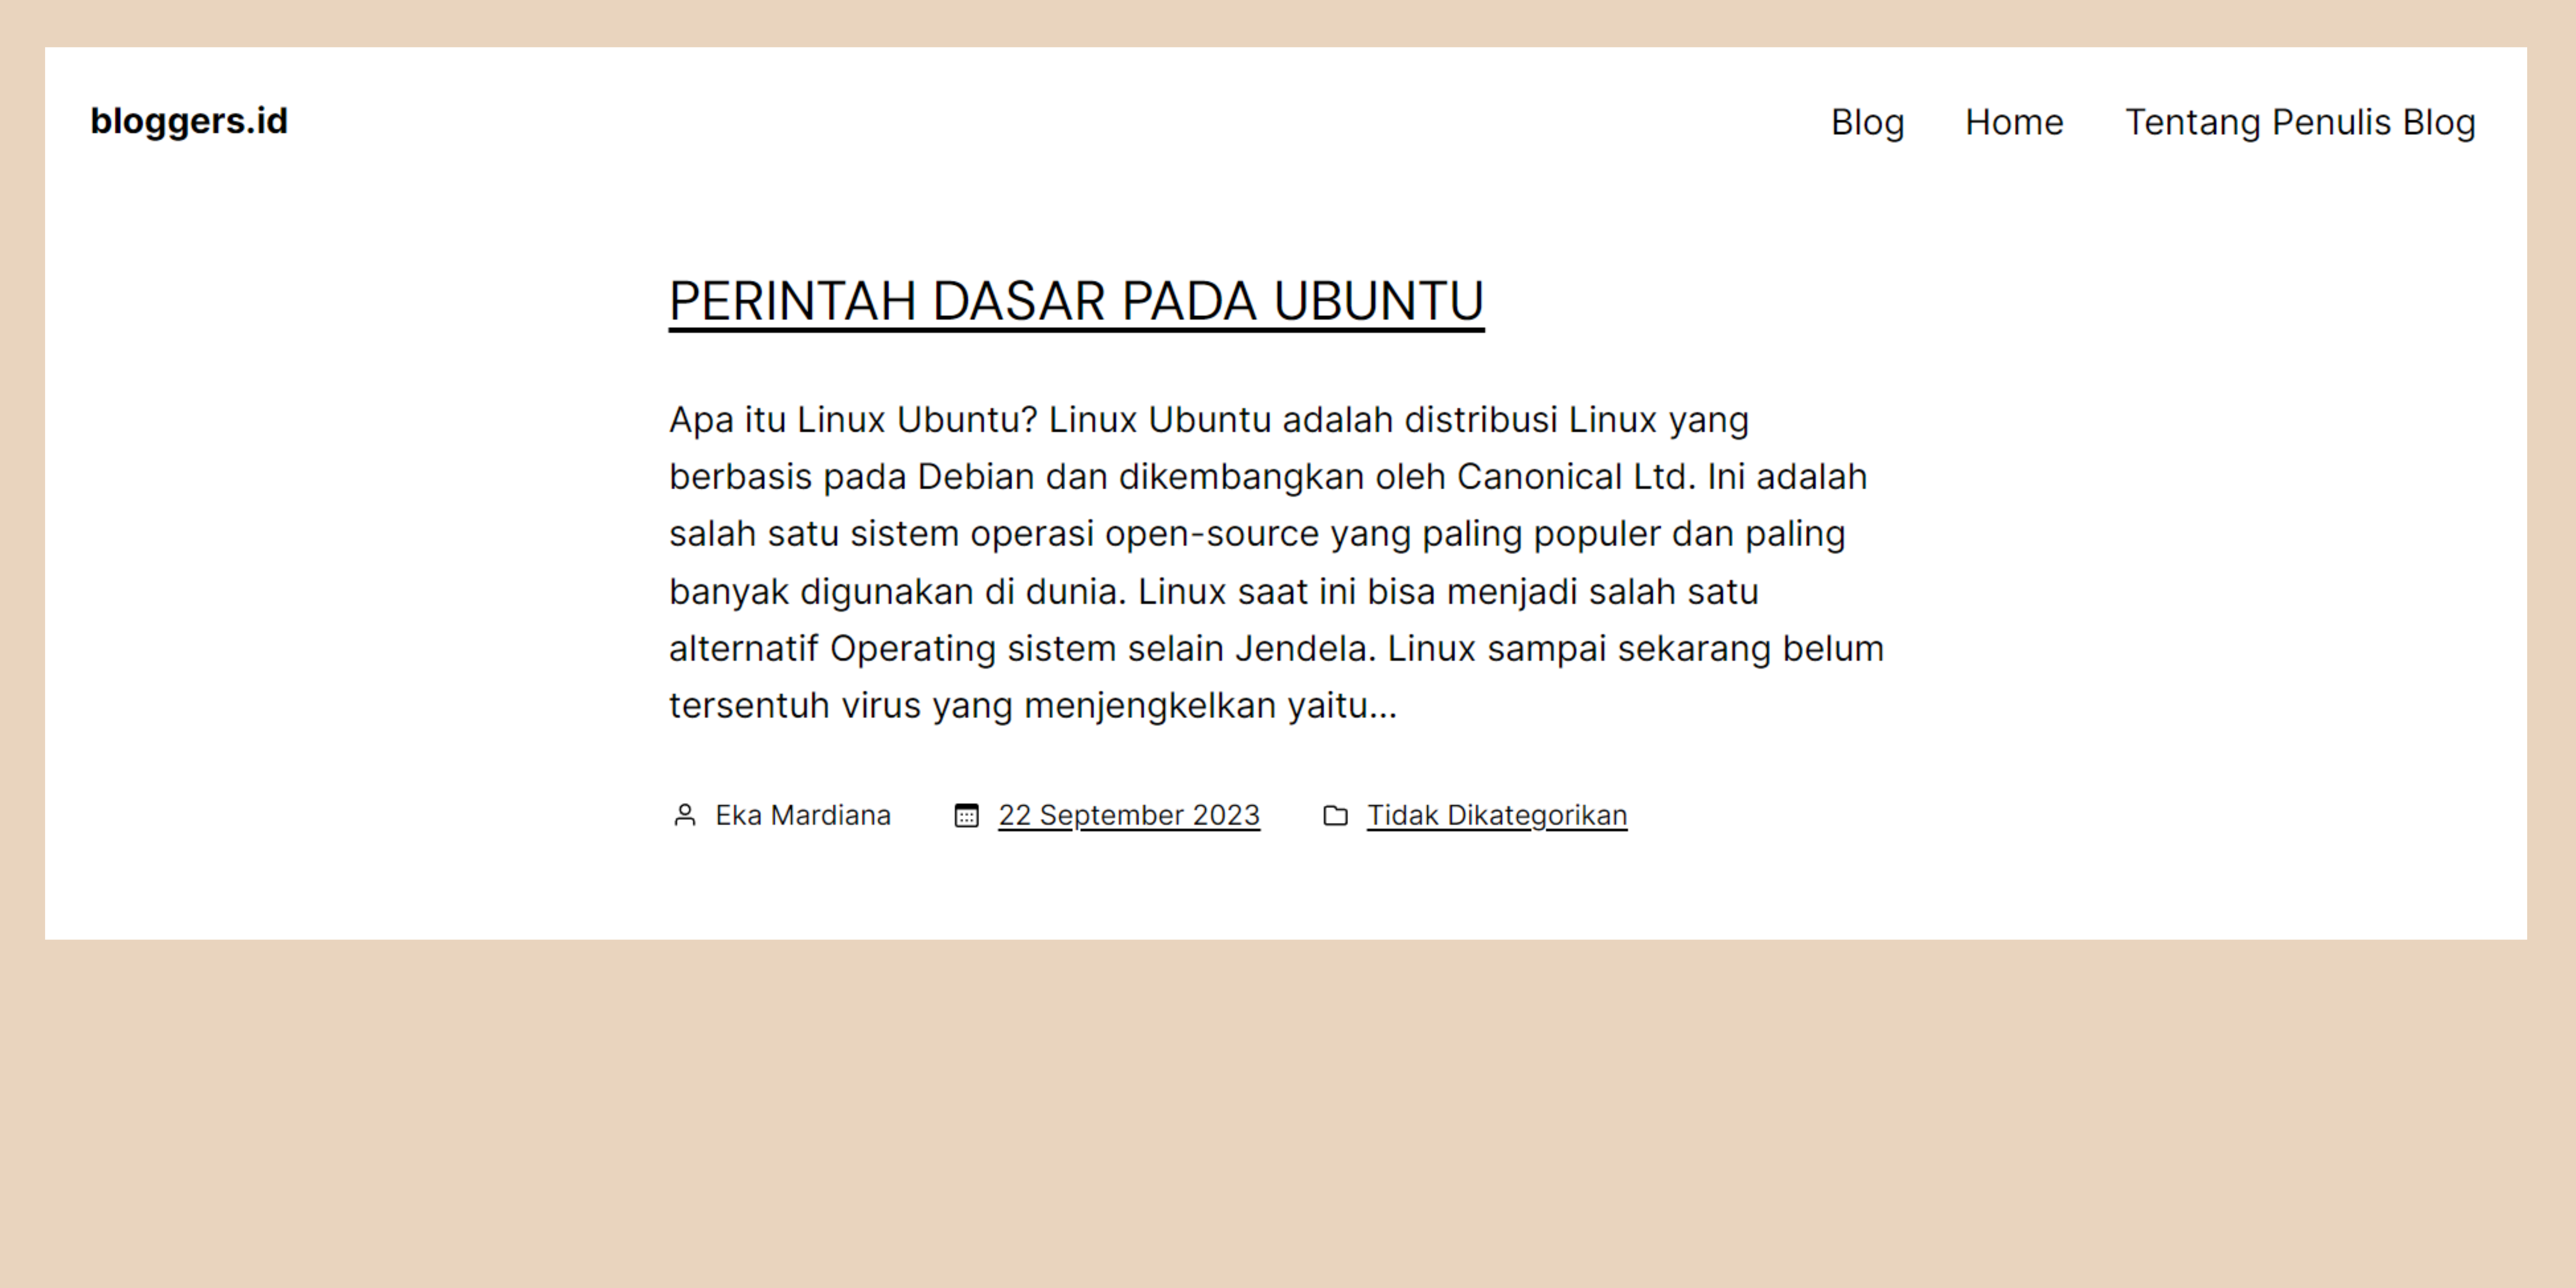 bloggers.id
Blog Home Tentang Penulis Blog
PERINTAH DASAR PADA UBUNTU
Apa itu Linux Ubuntu? Linux Ubuntu adalah distribusi Linux yang
berbasis pada Debian dan dikembangkan oleh Canonical Ltd. Ini adalah
salah satu sistem operasi open-source yang paling populer dan paling
banyak digunakan di dunia. Linux saat ini bisa menjadi salah satu
alternatif Operating sistem selain Jendela. Linux sampai sekarang belum
tersentuh virus yang menjengkelkan yaitu...
Eka Mardiana 22 September 2023 Tidak Dikategorikan